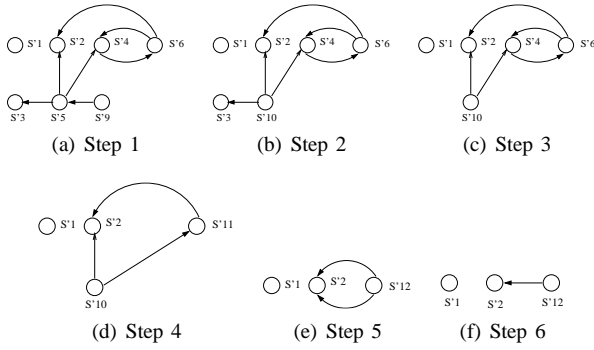 S'1 S'2 S'4 S'6
S'3 S'5 S'9
(a) Step 1
S'1 S'2 S'4 S'6
S'3 S'10
(b) Step 2
S'1 S'2 S'4 S'6
S'10
(c) Step 3
S'1 S'2 S'11
S'10
(d) Step 4
S'1 S'2 S'12
(e) Step 5
S'1 S'2 S'12
(f) Step 6